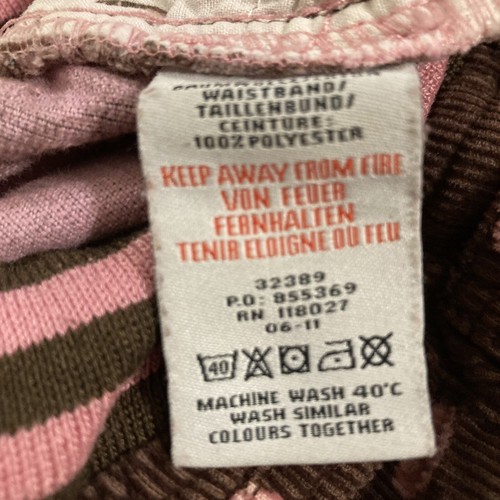 WAISTBAND/
TAILLENBUND/
CEINTURE:
100% POLYESTER
KEEP AWAY FROM FIRE
VON FEUER
FERNHALTEN
TENIR ELOIGNE DU FEU
32389
P.O: 855369
RN 118027
06-11
40
MACHINE WASH 40°C
WASH SIMILAR
COLOURS TOGETHER